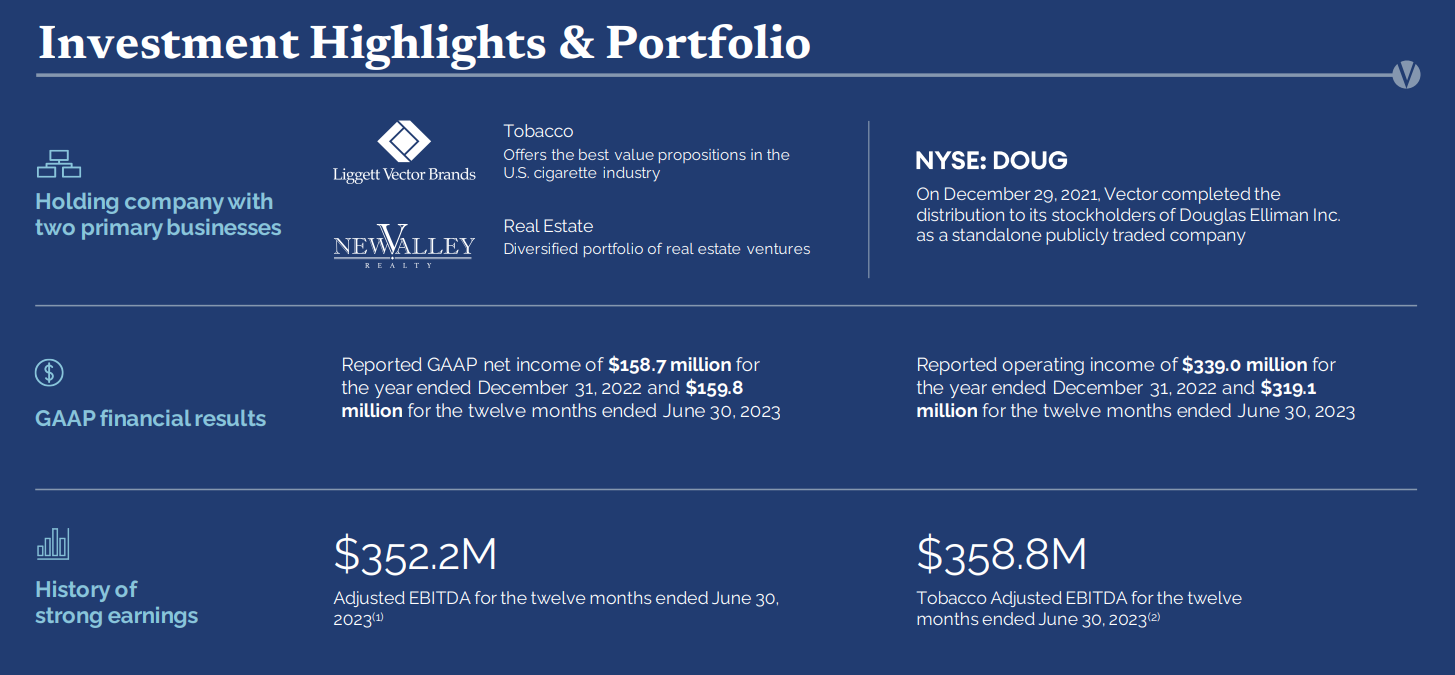 Investment Highlights & Portfolio
V
Holding company with
two primary businesses
Liggett Vector Brands
Tobacco
Offers the best value propositions in the
U.S. cigarette industry
NEW VALLEY
REALTY
Real Estate
Diversified portfolio of real estate ventures
NYSE: DOUG
On December 29, 2021, Vector completed the
distribution to its stockholders of Douglas Elliman Inc.
as a standalone publicly traded company
GAAP financial results
Reported GAAP net income of $158.7 million for
the year ended December 31, 2022 and $159.8
million for the twelve months ended June 30, 2023
Reported operating income of $339.0 million for
the year ended December 31, 2022 and $319.1
million for the twelve months ended June 30, 2023
History of
strong earnings
$352.2M
Adjusted EBITDA for the twelve months ended June 30,
2023(1)
$358.8M
Tobacco Adjusted EBITDA for the twelve
months ended June 30, 2023(2)